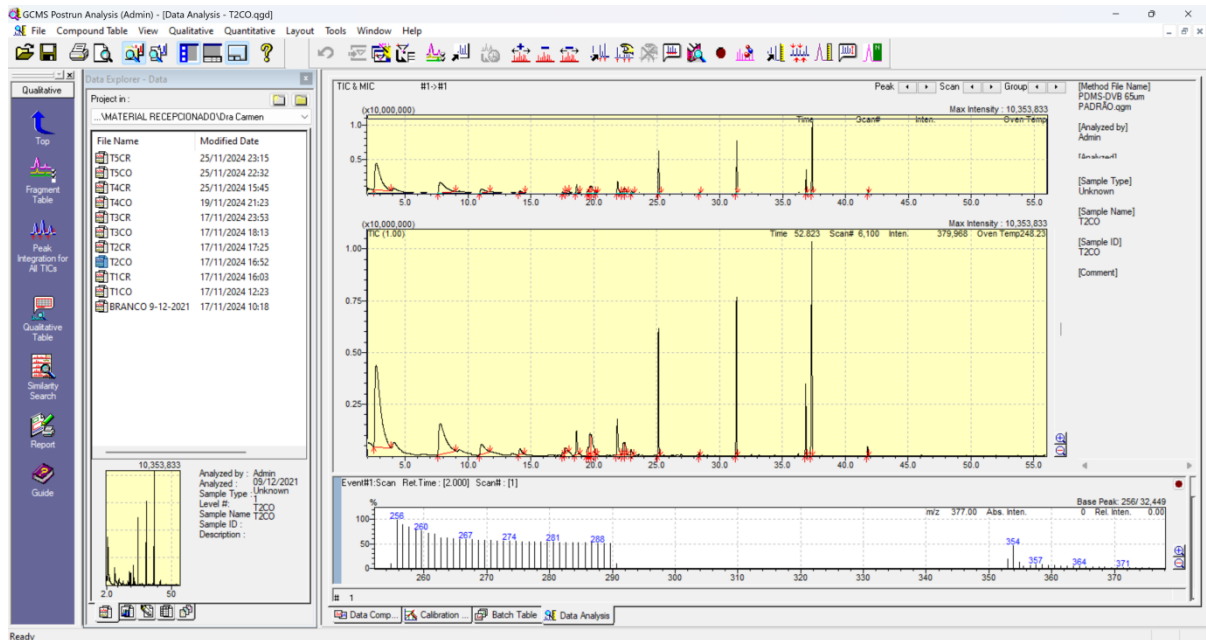 GCMS Postrun Analysis (Admin) - [Data Analysis - T2CO.qgd]
File Compound Table View Qualitative Quantitative Layout Tools Window Help
Qualitative
Top
Fragment Table
Peak Integration for All TICs
Qualitative Table
Similarity Search
Report
Guide
Data Explorer - Data
Project in :
...\MATERIAL RECEPCIONADO\Dra Carmen
File Name Modified Date
T5CR 25/11/2024 23:15
T5CO 25/11/2024 22:32
T4CR 25/11/2024 15:45
T4CO 19/11/2024 21:23
T3CR 17/11/2024 23:53
T3CO 17/11/2024 18:13
T2CR 17/11/2024 17:25
T2CO 17/11/2024 16:52
T1CR 17/11/2024 16:03
T1CO 17/11/2024 12:23
BRANCO 9-12-2021 17/11/2024 10:18
10,353,833
2.0 50
Analyzed by : Admin
Analyzed : 09/12/2021
Sample Type : Unknown
Level #: 1
Sample Name T2CO
Sample ID : T2CO
Description :
TIC & MIC #1->#1 Peak Scan Group
(x10,000,000) Max Intensity : 10,353,833
Time Scan# Inten. Oven Temp
1.0
0.5
5.0 10.0 15.0 20.0 25.0 30.0 35.0 40.0 45.0 50.0 55.0
(x10,000,000) Max Intensity : 10,353,833
TIC (1.00) Time 52.823 Scan# 6,100 Inten. 379,968 Oven Temp 248.23
1.00
0.75
0.50
0.25
5.0 10.0 15.0 20.0 25.0 30.0 35.0 40.0 45.0 50.0 55.0
[Method File Name]
PDMS-DVB 65um
PADRÃO.qgm
[Analyzed by]
Admin
[Analyzed]
[Sample Type]
Unknown
[Sample Name]
T2CO
[Sample ID]
T2CO
[Comment]
Event#1:Scan Ret.Time : [2.000] Scan# : [1]
% Base Peak: 256/ 32,449
m/z 377.00 Abs. Inten. 0 Rel. Inten. 0.00
100
50
0
256 260 267 274 281 288 354 357 364 371
260 270 280 290 300 310 320 330 340 350 360 370
# 1
Data Comp... Calibration ... Batch Table Data Analysis
Ready